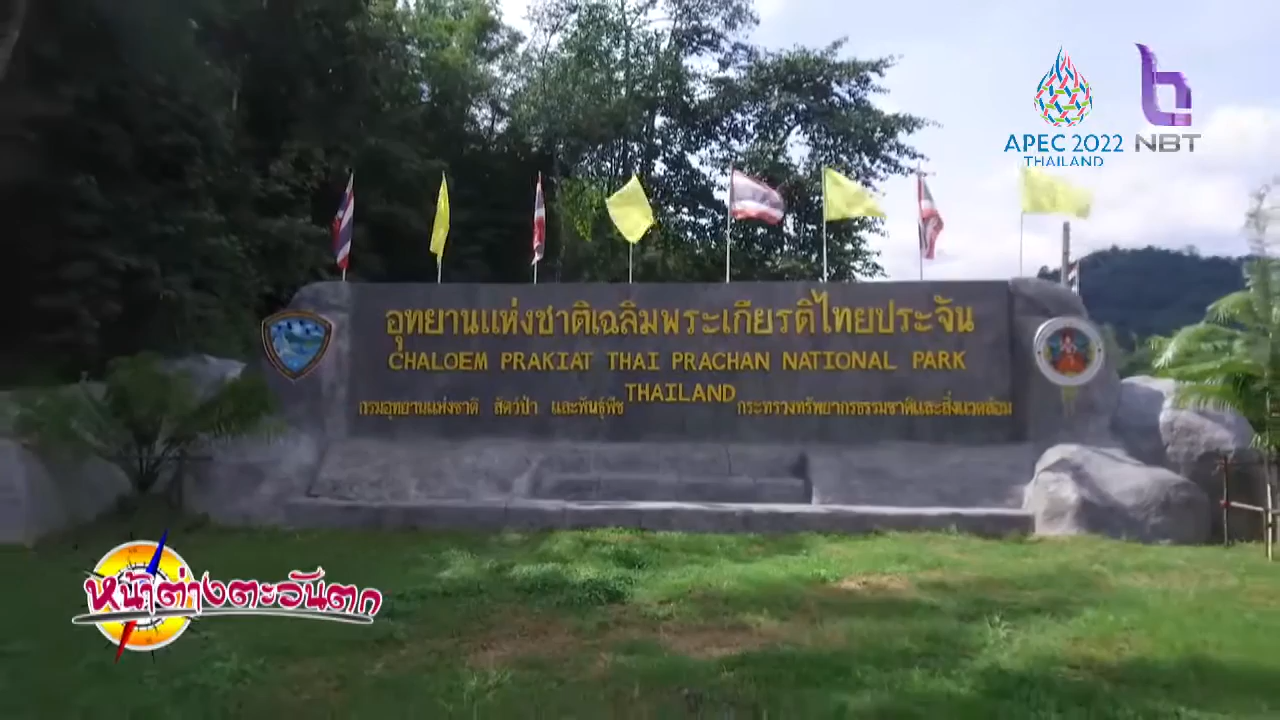 APEC 2022
THAILAND
NBT
อุทยานแห่งชาติเฉลิมพระเกียรติไทยประจัน
CHALOEM PRAKIAT THAI PRACHAN NATIONAL PARK
THAILAND
กรมอุทยานแห่งชาติ สัตว์ป่า และพันธุ์พืช
กระทรวงทรัพยากรธรรมชาติและสิ่งแวดล้อม
หน้าต่างตะวันตก